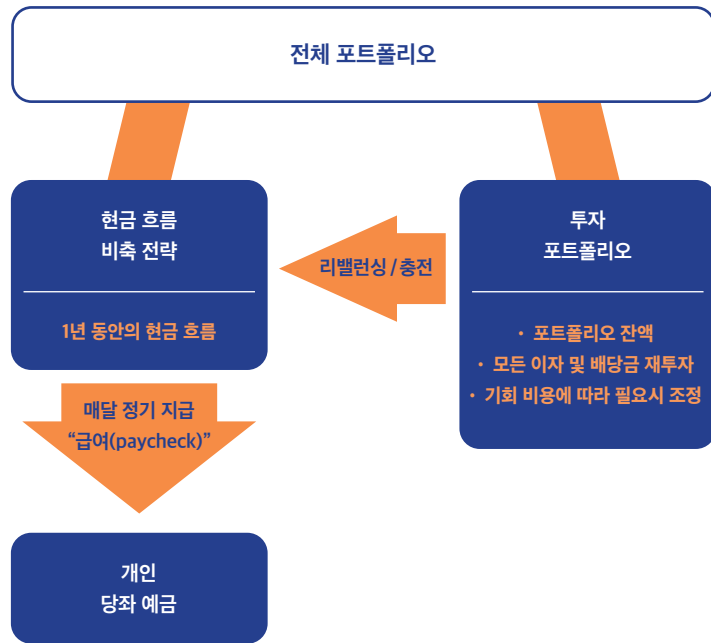 전체 포트폴리오
현금 흐름
비축 전략
1년 동안의 현금 흐름
리밸런싱 / 충전
투자
포트폴리오
• 포트폴리오 잔액
• 모든 이자 및 배당금 재투자
• 기회 비용에 따라 필요시 조정
매달 정기 지급
“급여(paycheck)”
개인
당좌 예금